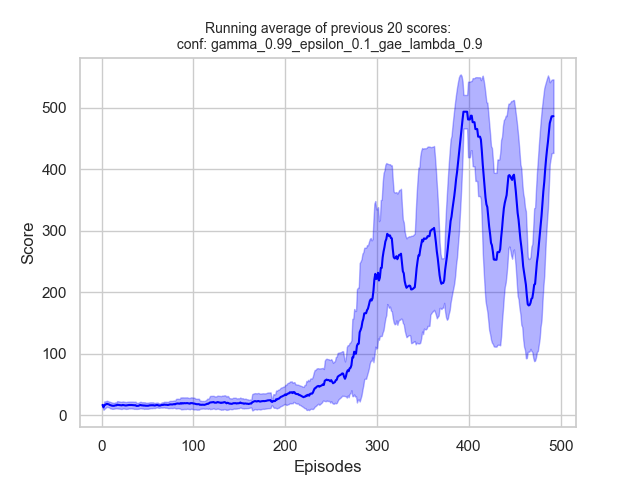 Running average of previous 20 scores:
conf: gamma_0.99_epsilon_0.1_gae_lambda_0.9
500
400
300
200
100
0
Score
0 100 200 300 400 500
Episodes